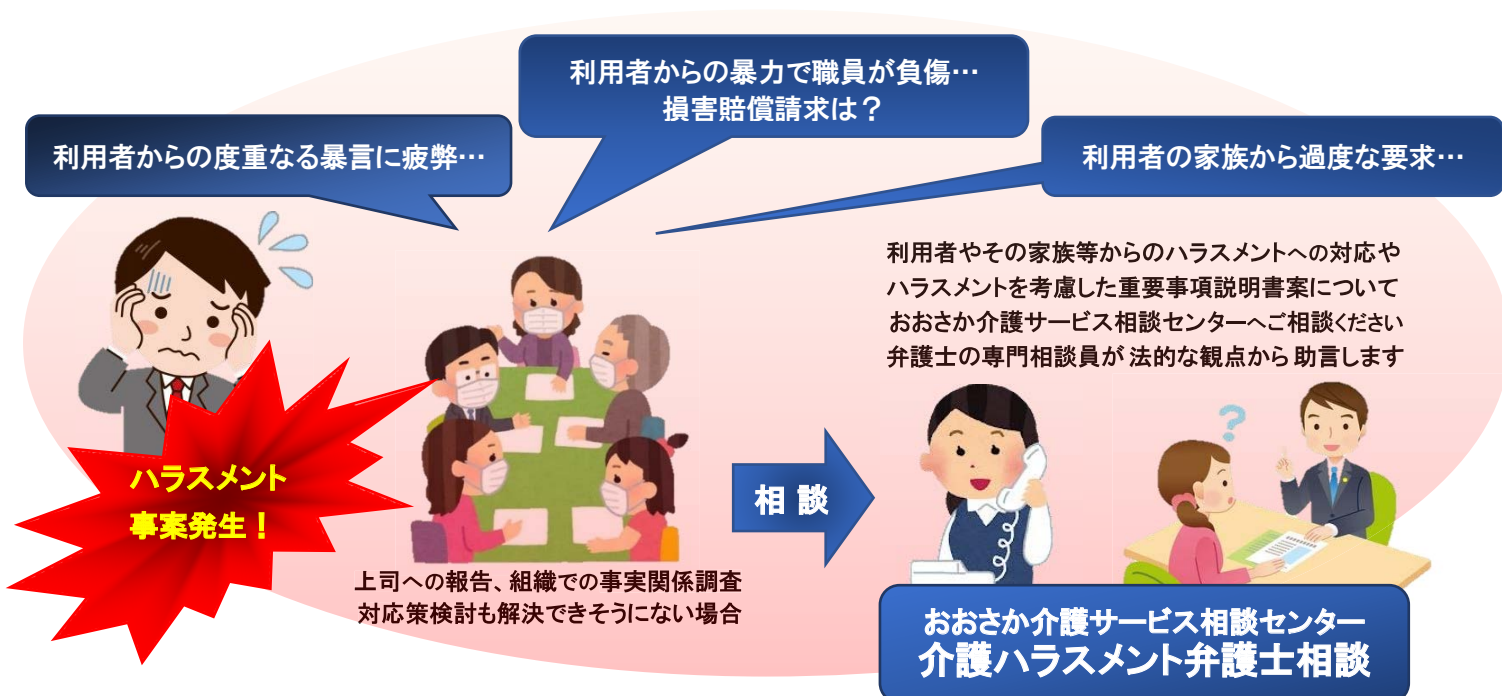 利用者からの暴力で職員が負傷…
損害賠償請求は？
利用者からの度重なる暴言に疲弊…
利用者の家族から過度な要求…
利用者やその家族等からのハラスメントへの対応や
ハラスメントを考慮した重要事項説明書案について
おおさか介護サービス相談センターへご相談ください
弁護士の専門相談員が法的な観点から助言します
ハラスメント
事案発生！
相談
上司への報告、組織での事実関係調査
対応策検討も解決できそうにない場合
おおさか介護サービス相談センター
介護ハラスメント弁護士相談